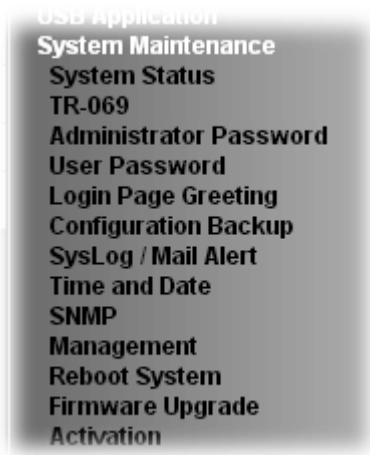 USB Application
System Maintenance
System Status
TR-069
Administrator Password
User Password
Login Page Greeting
Configuration Backup
SysLog / Mail Alert
Time and Date
SNMP
Management
Reboot System
Firmware Upgrade
Activation